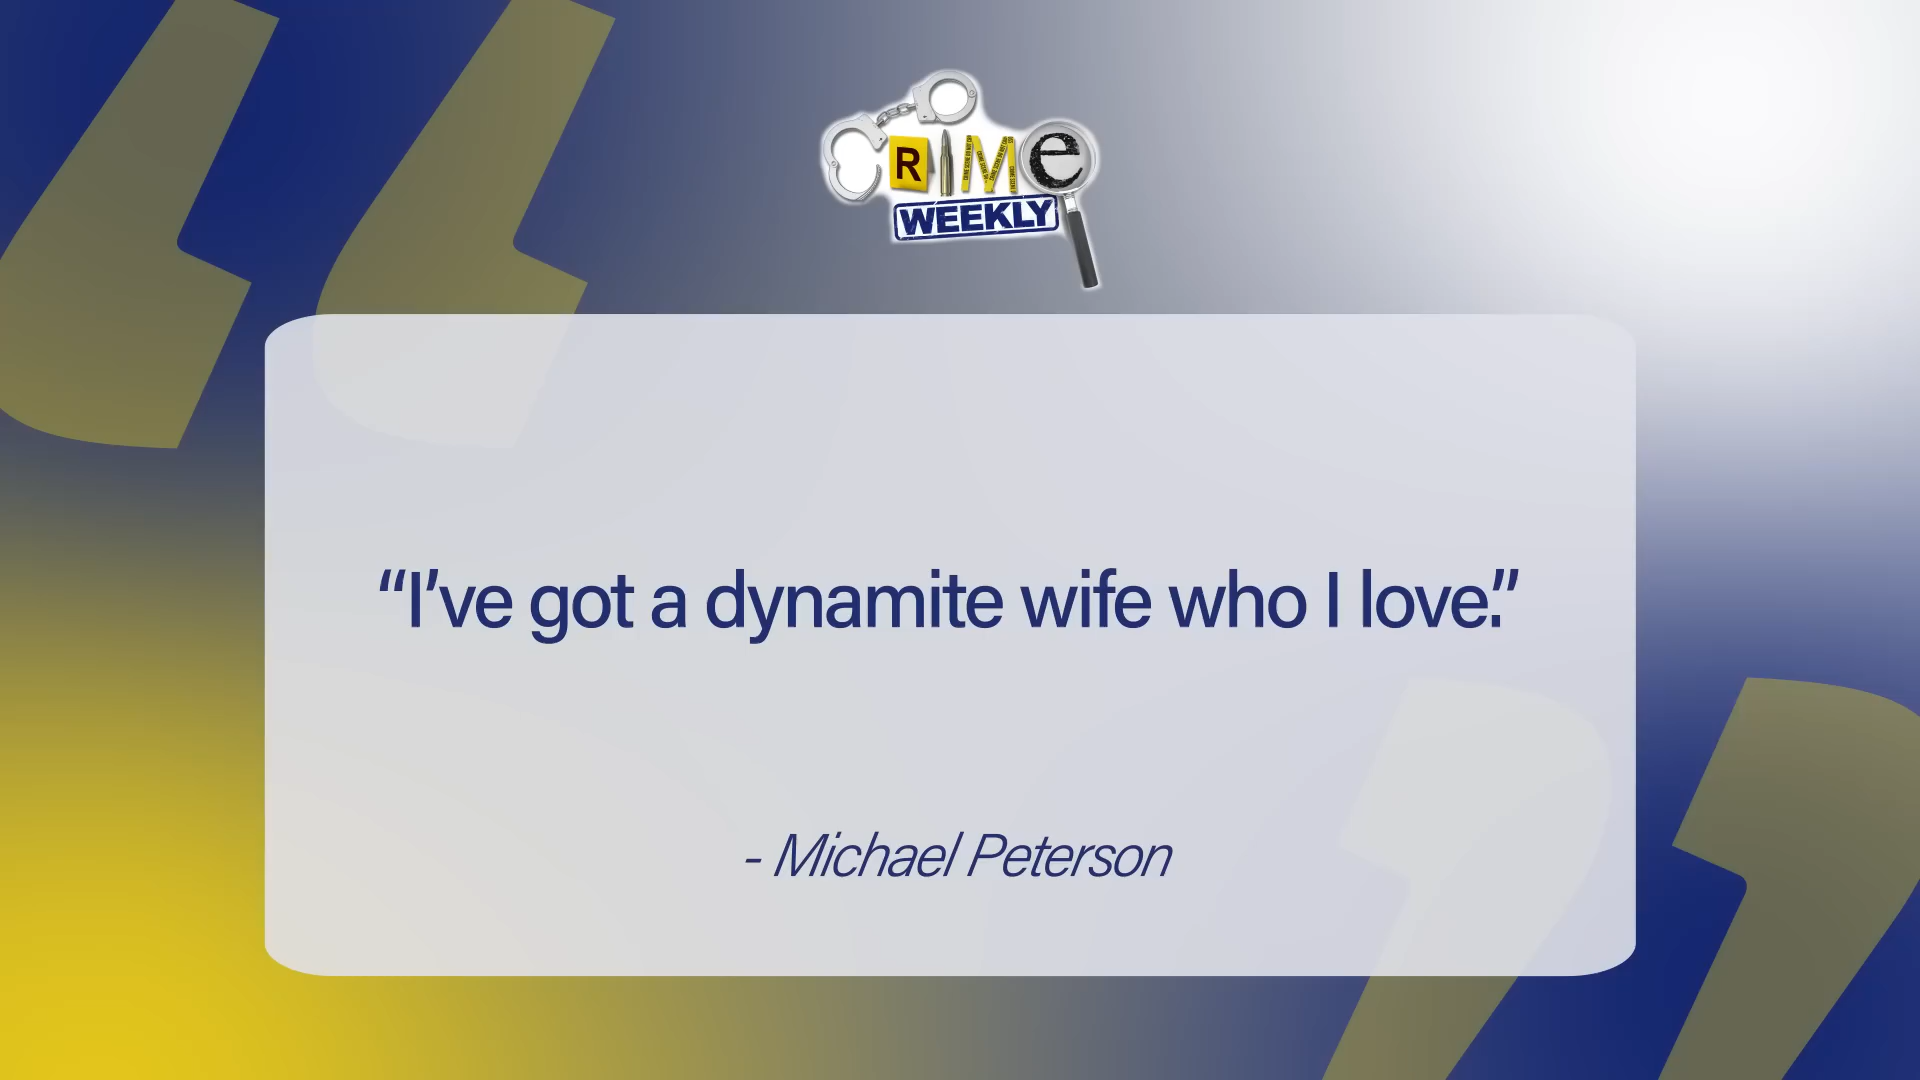 CRIMe
WEEKLY
“I’ve got a dynamite wife who I love.”
- Michael Peterson